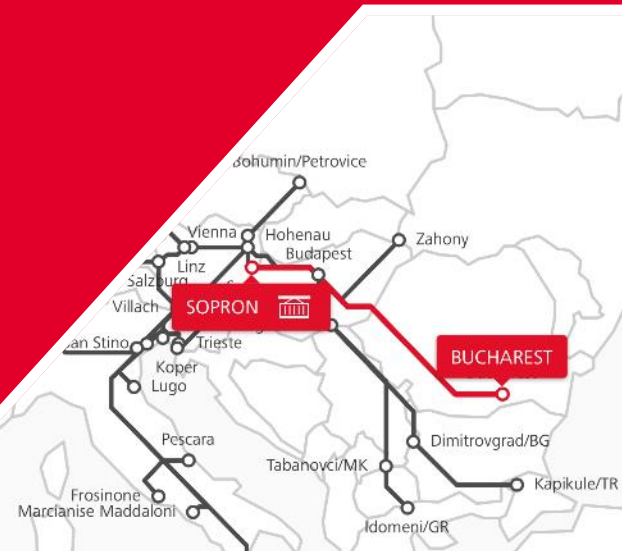 Bohumin/Petrovice
Vienna
Hohenau
Zahony
Budapest
Linz
Salzburg
Villach
SOPRON
San Stino
Trieste
BUCHAREST
Koper
Lugo
Pescara
Dimitrovgrad/BG
Tabanovci/MK
Kapikule/TR
Frosinone
Marcianise Maddaloni
Idomeni/GR